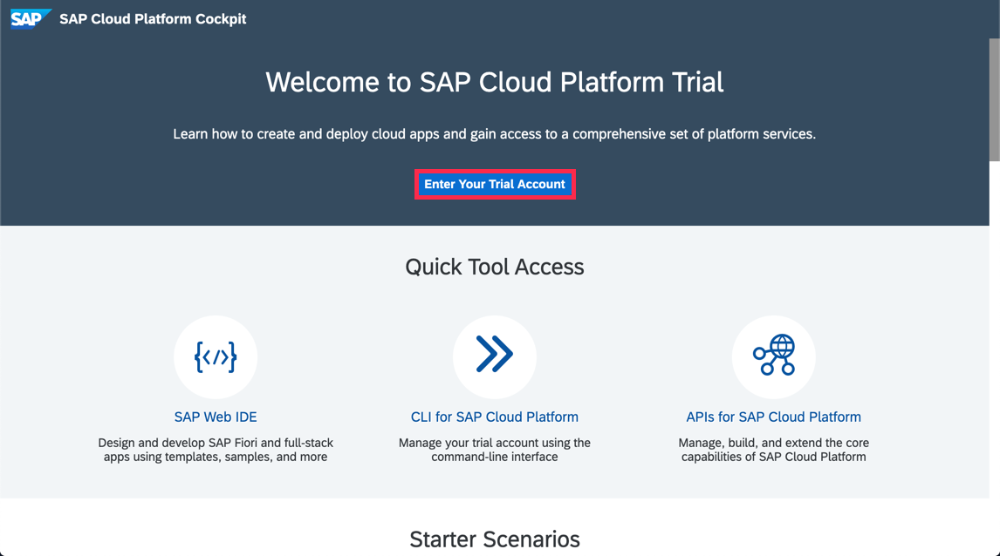 SAP SAP Cloud Platform Cockpit
Welcome to SAP Cloud Platform Trial
Learn how to create and deploy cloud apps and gain access to a comprehensive set of platform services.
Enter Your Trial Account
Quick Tool Access
{</>}
SAP Web IDE
Design and develop SAP Fiori and full-stack
apps using templates, samples, and more
CLI for SAP Cloud Platform
Manage your trial account using the
command-line interface
APIs for SAP Cloud Platform
Manage, build, and extend the core
capabilities of SAP Cloud Platform
Starter Scenarios